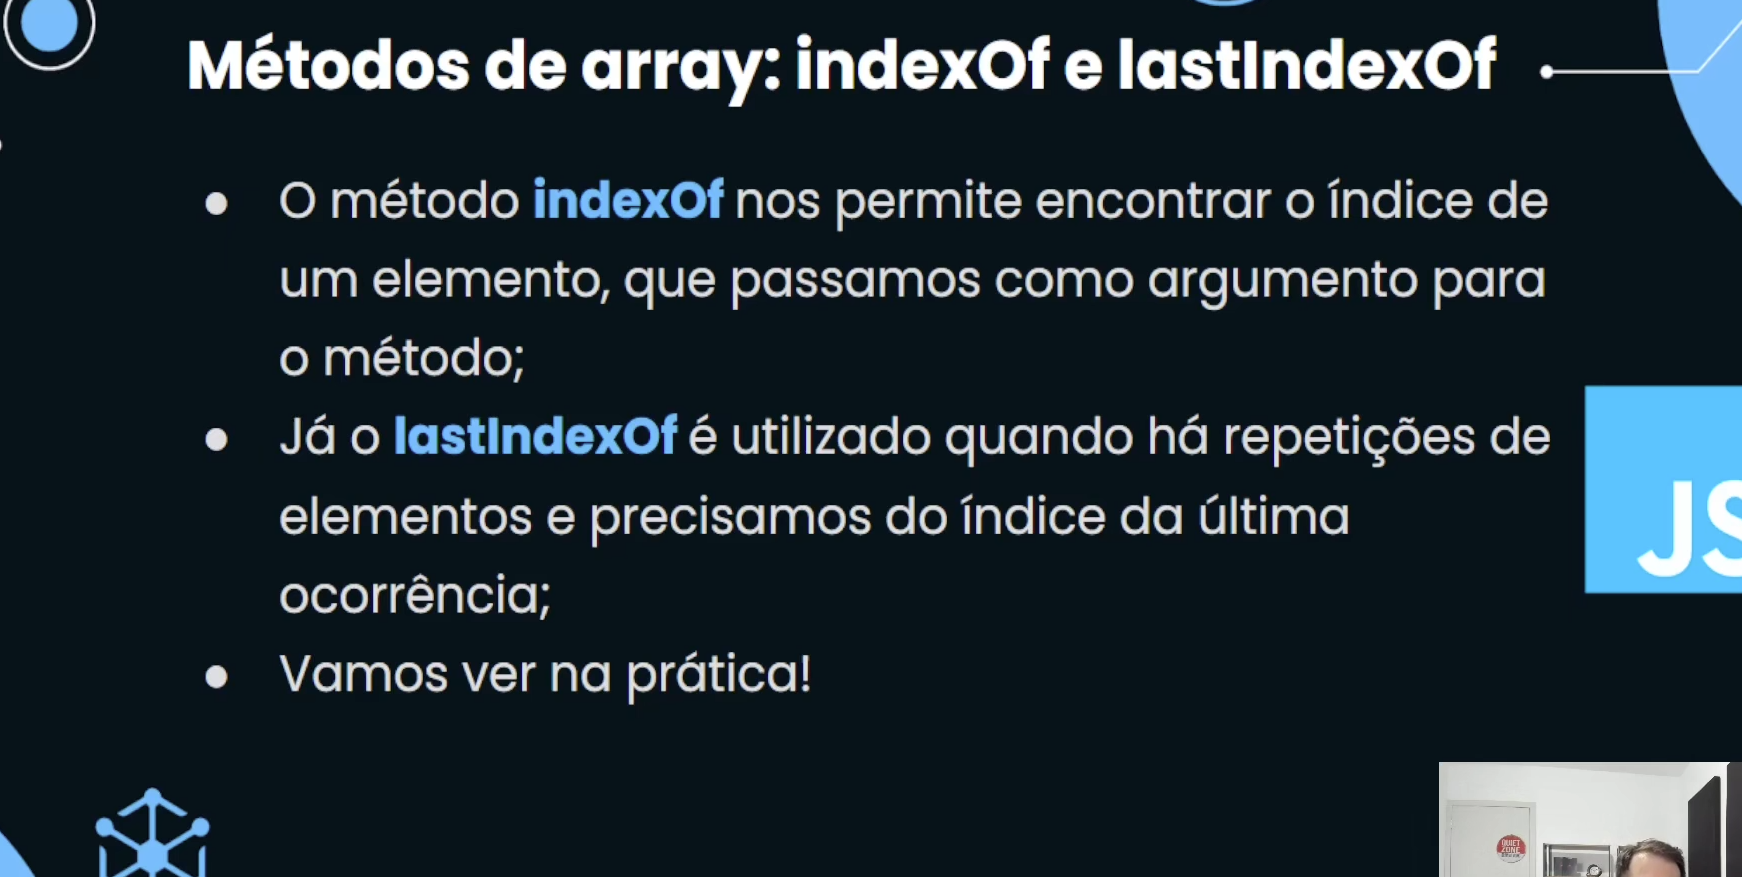 Métodos de array: indexOf e lastIndexOf
● O método indexOf nos permite encontrar o índice de
um elemento, que passamos como argumento para
o método;
● Já o lastIndexOf é utilizado quando há repetições de
elementos e precisamos do índice da última
ocorrência;
● Vamos ver na prática!
JS
QUIET
ZONE